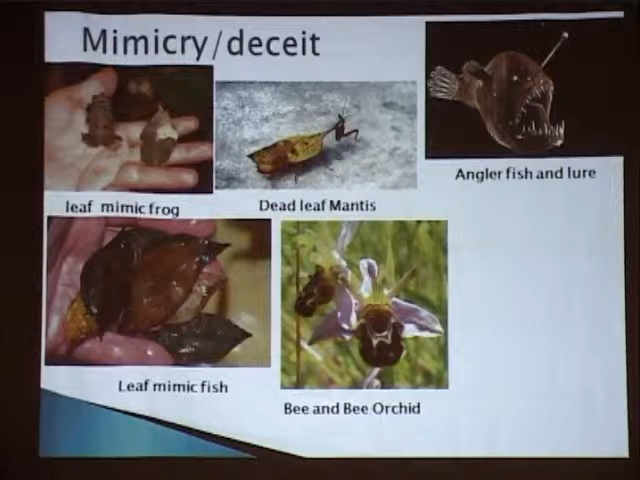 Mimicry/deceit
Angler fish and lure
leaf mimic frog
Dead leaf Mantis
Leaf mimic fish
Bee and Bee Orchid